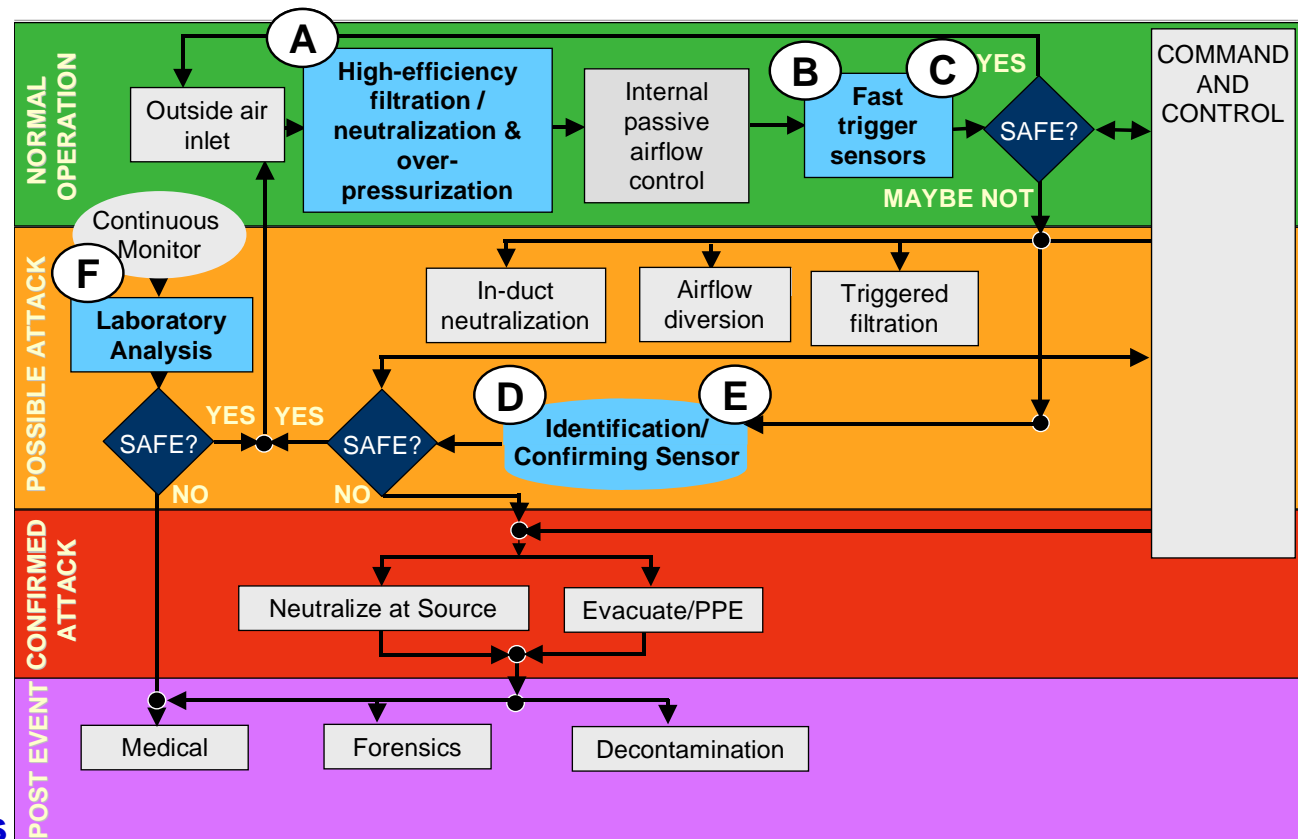 NORMAL
OPERATION
A
High-efficiency
filtration /
neutralization &
over-
pressurization
Outside air
inlet
Internal
passive
airflow
control
B
C
Fast
trigger
sensors
YES
SAFE?
MAYBE NOT
COMMAND
AND
CONTROL
POSSIBLE ATTACK
Continuous
Monitor
F
Laboratory
Analysis
In-duct
neutralization
Airflow
diversion
Triggered
filtration
SAFE?
YES
NO
YES
SAFE?
NO
D
E
Identification/
Confirming Sensor
CONFIRMED
ATTACK
Neutralize at Source
Evacuate/PPE
POST EVENT
Medical
Forensics
Decontamination
s